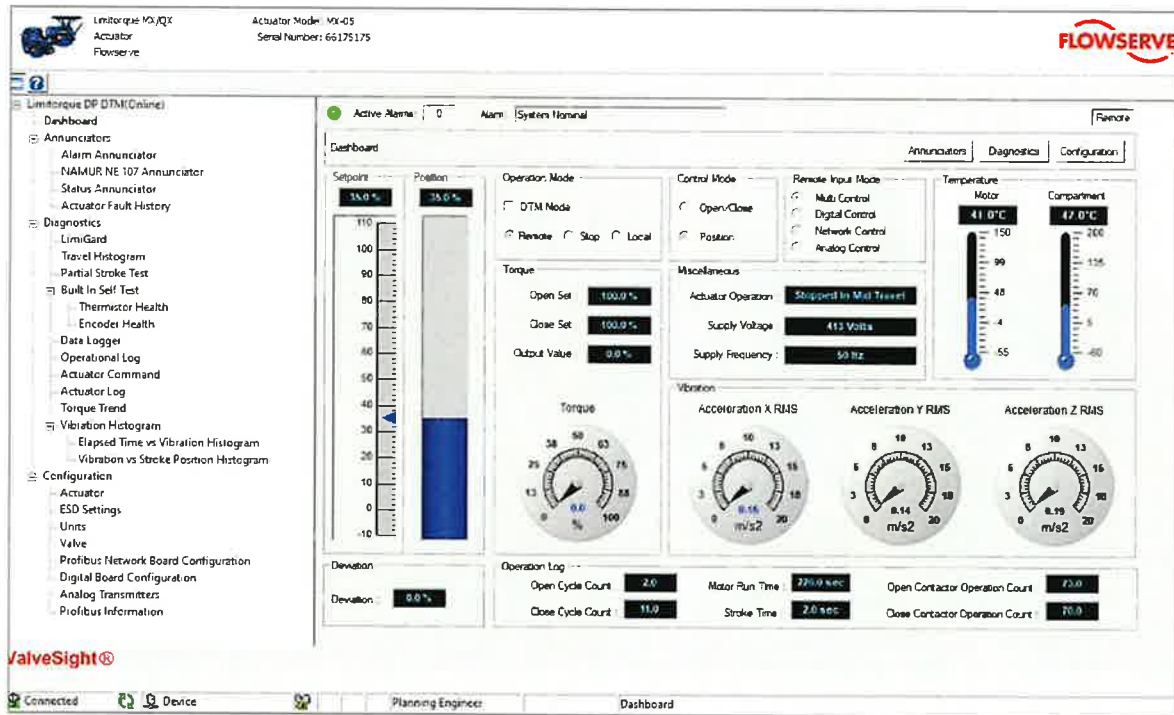 Limitorque MX/QX
Actuator
Flowserve
Actuator Model: MX-05
Serial Number: 66175175
FLOWSERVE
Limitorque DP DTM(Online)
Dashboard
Annunciators
Alarm Annunciator
NAMUR NE 107 Annunciator
Status Annunciator
Actuator Fault History
Diagnostics
LimiGard
Travel Histogram
Partial Stroke Test
Built In Self Test
Thermistor Health
Encoder Health
Data Logger
Operational Log
Actuator Command
Actuator Log
Torque Trend
Vibration Histogram
Elapsed Time vs Vibration Histogram
Vibration vs Stroke Position Histogram
Configuration
Actuator
ESD Settings
Units
Valve
Profibus Network Board Configuration
Digital Board Configuration
Analog Transmitters
Profibus Information
ValveSight®
Active Alarms 0 Alarm System Nominal Remote
Dashboard Annunciators Diagnostics Configuration
Setpoint
35.0 %
110
100
90
80
70
60
50
40
30
20
10
0
-10
Position
35.0 %
Operation Mode
DTM Mode
Remote Stop Local
Control Mode
Open/Close
Position
Remote Input Mode
Multi Control
Digital Control
Network Control
Analog Control
Temperature
Motor
41.0°C
150
99
48
-4
-55
Compartment
47.0°C
200
135
70
5
-60
Torque
Open Set 100.0 %
Close Set 100.0 %
Output Value 0.0 %
Torque
0 13 25 38 50 63 75 88 100
0.0
%
Miscellaneous
Actuator Operation Stopped In Mid Travel
Supply Voltage 413 Volts
Supply Frequency : 50 Hz
Vibration
Acceleration X RMS
0 3 5 8 10 13 15 18 20
0.16
m/s2
Acceleration Y RMS
0 3 5 8 10 13 15 18 20
0.14
m/s2
Acceleration Z RMS
0 3 5 8 10 13 15 18 20
0.19
m/s2
Deviation
Deviation : 0.0 %
Operation Log
Open Cycle Count 2.0
Close Cycle Count : 11.0
Motor Run Time : 220.0 sec
Stroke Time 2.0 sec
Open Contactor Operation Count
Close Contactor Operation Count : 70.0
Connected Device Planning Engineer Dashboard